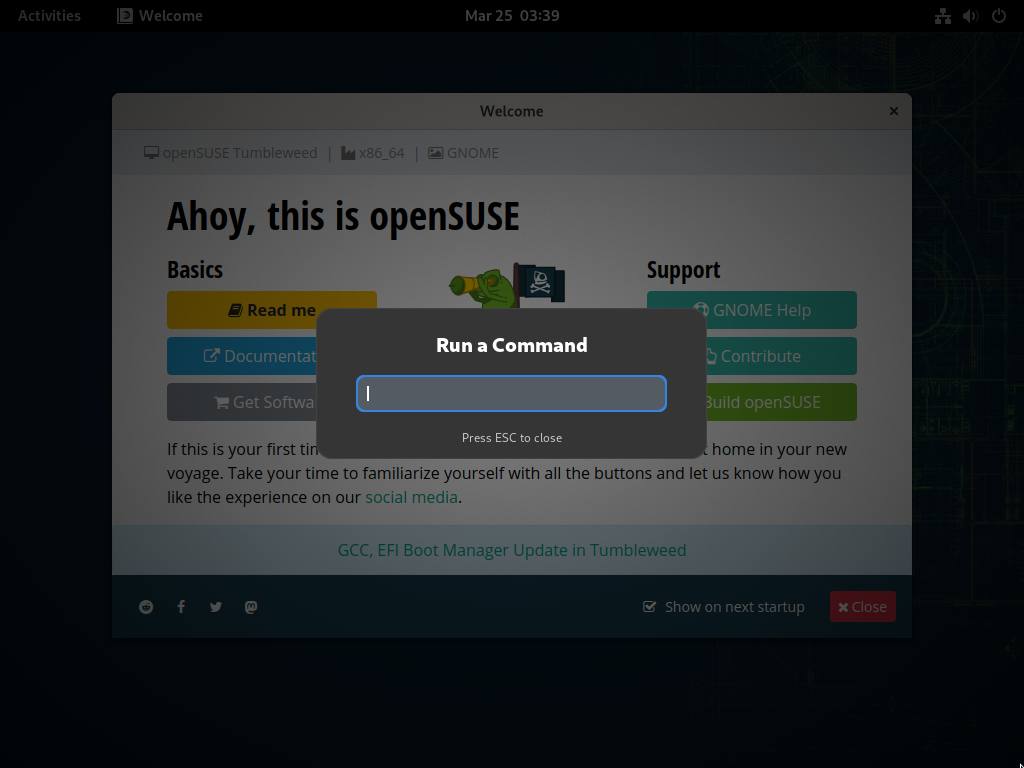 Activities Welcome Mar 25 03:39
Welcome
openSUSE Tumbleweed | x86_64 | GNOME
Ahoy, this is openSUSE
Basics
Support
Read me
GNOME Help
Run a Command
Documentat
Contribute
Get Softwa
Build openSUSE
Press ESC to close
If this is your first tim t home in your new
voyage. Take your time to familiarize yourself with all the buttons and let us know how you
like the experience on our social media.
GCC, EFI Boot Manager Update in Tumbleweed
Show on next startup Close